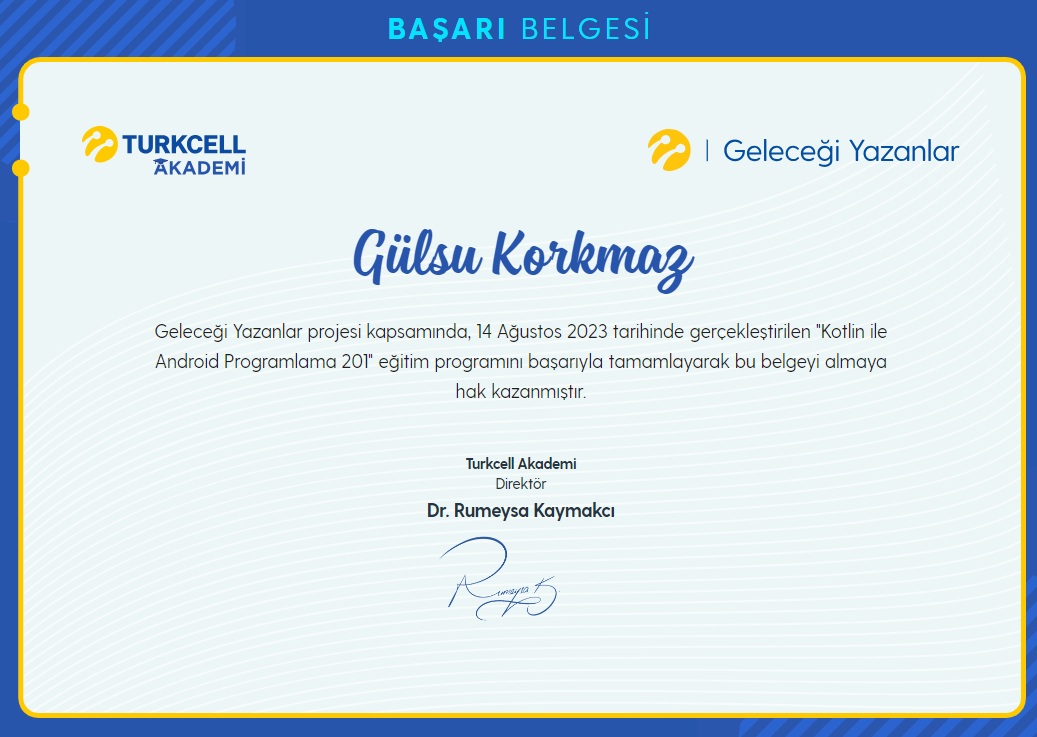 BAŞARI BELGESİ
TURKCELL
AKADEMİ
Geleceği Yazanlar
Gülsu Korkmaz
Geleceği Yazanlar projesi kapsamında, 14 Ağustos 2023 tarihinde gerçekleştirilen "Kotlin ile
Android Programlama 201" eğitim programını başarıyla tamamlayarak bu belgeyi almaya
hak kazanmıştır.
Turkcell Akademi
Direktör
Dr. Rumeysa Kaymakcı
Rumeysa K